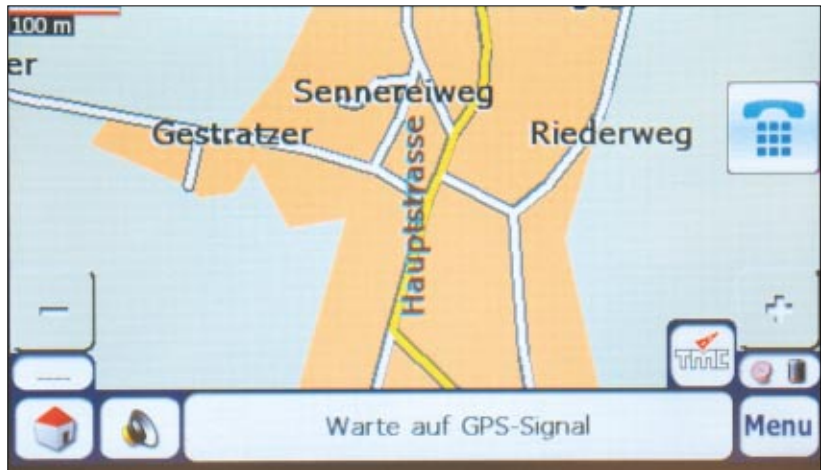 100 m
er
Sennereiweg
Gestratzer
Riederweg
Hauptstrasse
TMC
Warte auf GPS-Signal
Menu